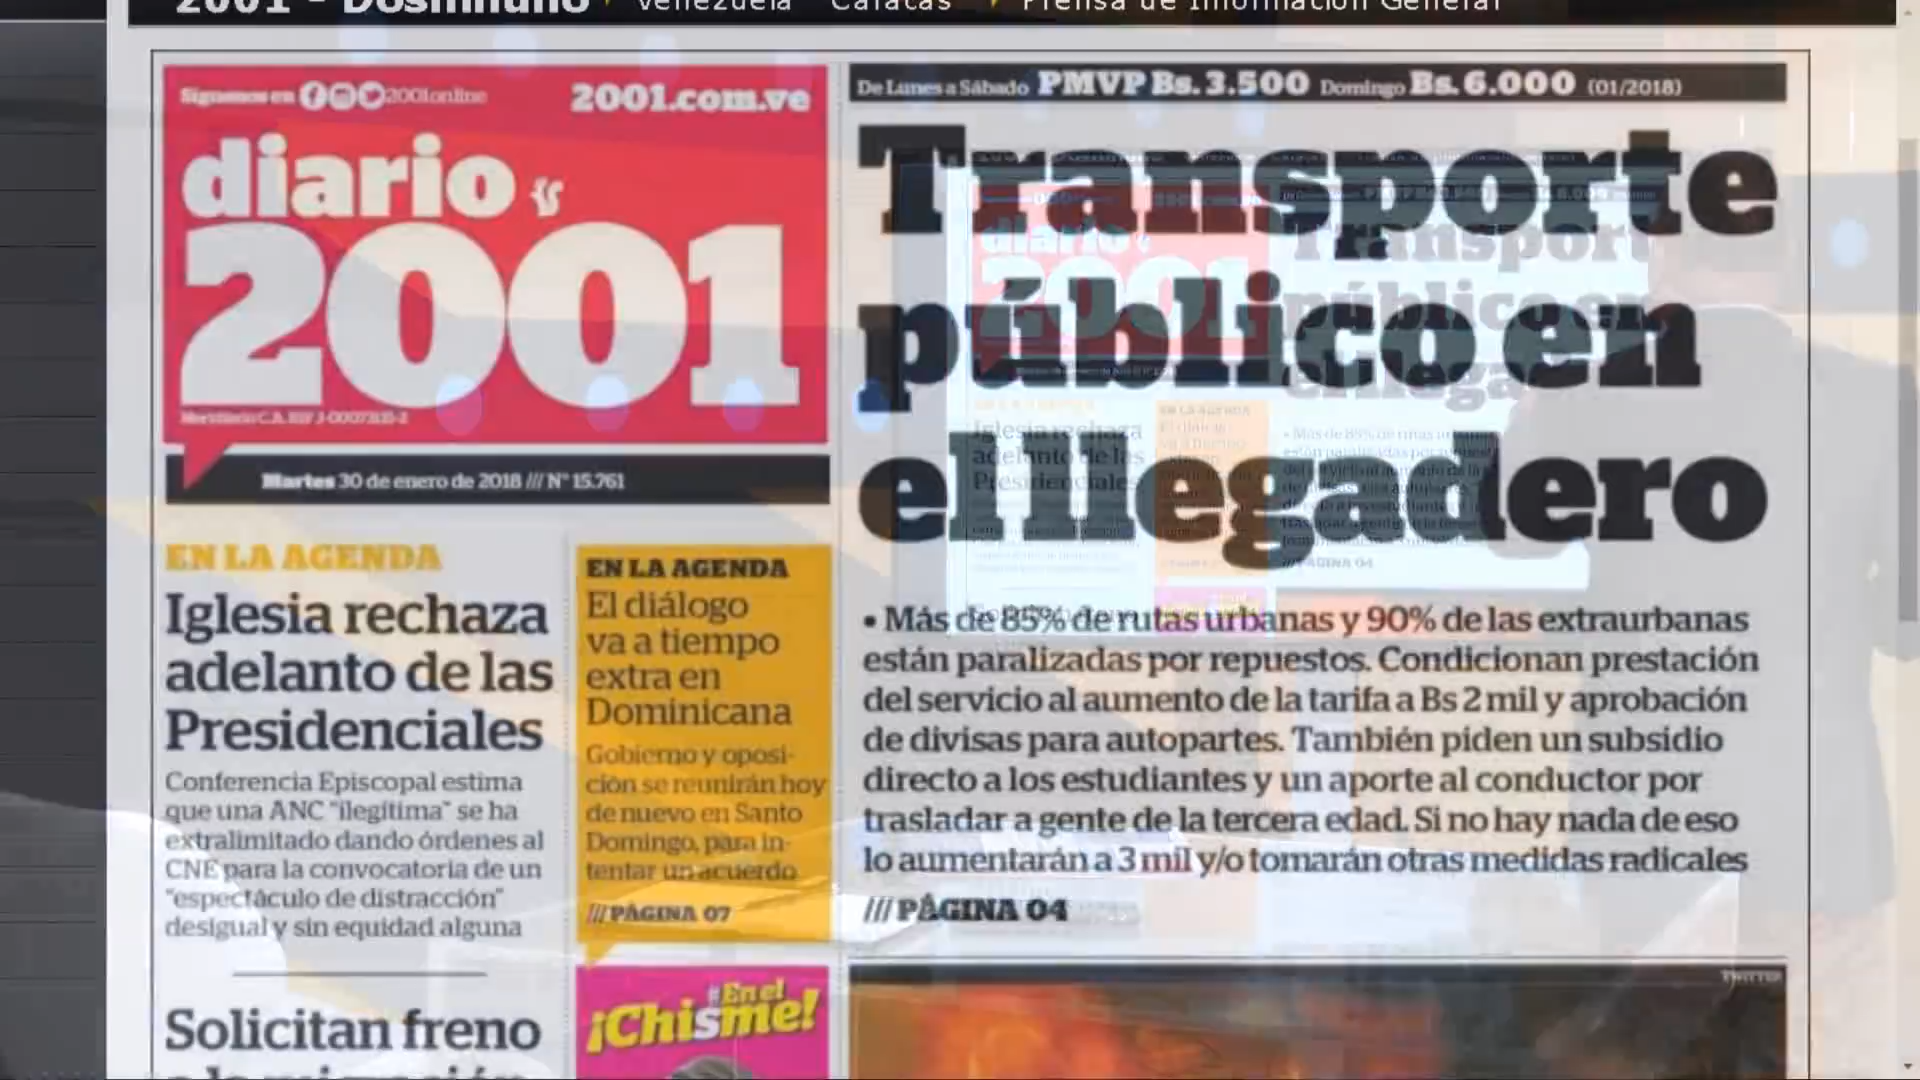 2001 - Dosmiluno Venezuela - Caracas Prensa de Información General
Síguenos en 2001online 2001.com.ve
diario
2001
Martes 30 de enero de 2018 /// N° 15.761
De Lunes a Sábado PMVP Bs. 3.500 Domingo Bs. 6.000 (01/2018)
Transporte
público en
el llegadero
• Más de 85% de rutas urbanas y 90% de las extraurbanas
están paralizadas por repuestos. Condicionan prestación
del servicio al aumento de la tarifa a Bs 2 mil y aprobación
de divisas para autopartes. También piden un subsidio
directo a los estudiantes y un aporte al conductor por
trasladar a gente de la tercera edad. Si no hay nada de eso
lo aumentarán a 3 mil y/o tomarán otras medidas radicales
/// PÁGINA 04
EN LA AGENDA
Iglesia rechaza
adelanto de las
Presidenciales
Conferencia Episcopal estima
que una ANC "ilegítima" se ha
extralimitado dando órdenes al
CNE para la convocatoria de un
"espectáculo de distracción"
desigual y sin equidad alguna
Solicitan freno
EN LA AGENDA
El diálogo
va a tiempo
extra en
Dominicana
Gobierno y oposi-
ción se reunirán hoy
de nuevo en Santo
Domingo, para in-
tentar un acuerdo
/// PÁGINA 07
#En el
¡Chisme!
TWITTER